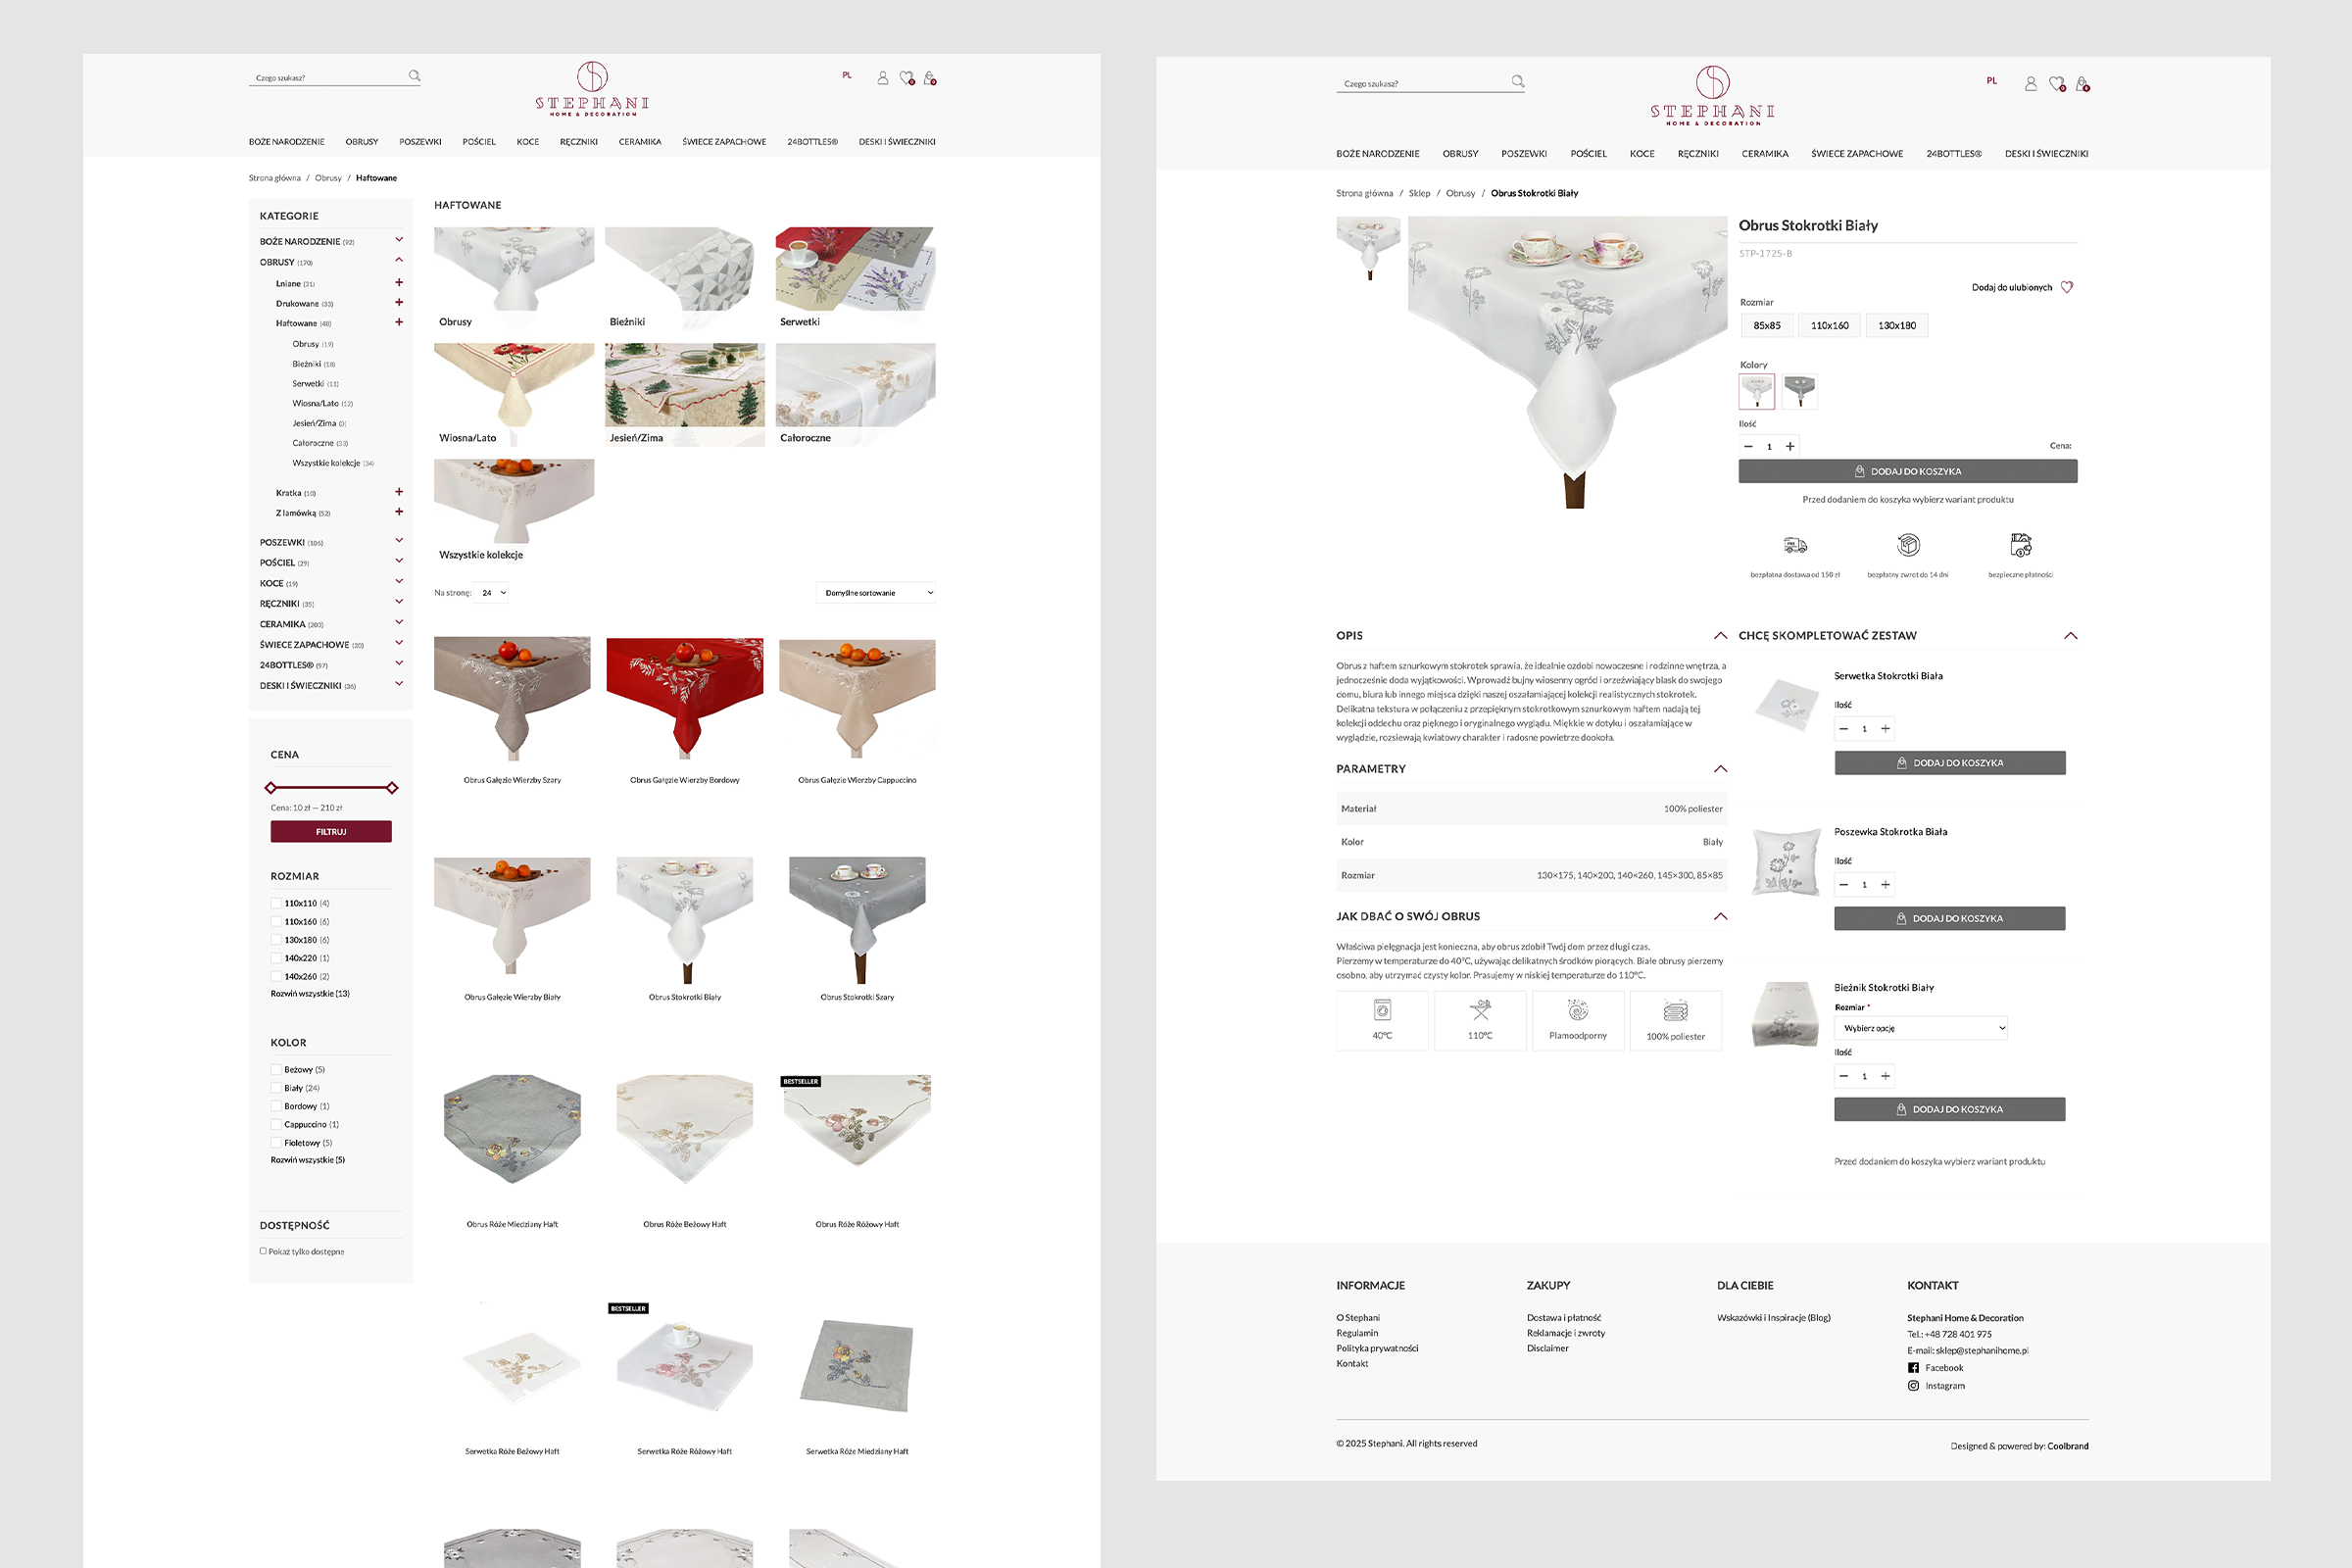 Czego szukasz?
STEPHANI
HOME & DECORATION
PL
0
0
BOŻE NARODZENIE OBRUSY POSZEWKI POŚCIEL KOCE RĘCZNIKI CERAMIKA ŚWIECE ZAPACHOWE 24BOTTLES® DESKI I ŚWIECZNIKI
Strona główna / Obrusy / Haftowane
KATEGORIE
BOŻE NARODZENIE (92)
OBRUSY (170)
Lniane (31)
Drukowane (33)
Haftowane (48)
Obrusy (19)
Bieżniki (18)
Serwetki (11)
Wiosna/Lato (12)
Jesień/Zima (0)
Całoroczne (33)
Wszystkie kolekcje (34)
Kratka (10)
Z lamówką (52)
POSZEWKI (106)
POŚCIEL (29)
KOCE (19)
RĘCZNIKI (35)
CERAMIKA (203)
ŚWIECE ZAPACHOWE (20)
24BOTTLES® (97)
DESKI I ŚWIECZNIKI (36)
CENA
Cena: 10 zł — 210 zł
FILTRUJ
ROZMIAR
110x110 (4)
110x160 (6)
130x180 (6)
140x220 (1)
140x260 (2)
Rozwiń wszystkie (13)
KOLOR
Beżowy (5)
Biały (24)
Bordowy (1)
Cappuccino (1)
Fioletowy (5)
Rozwiń wszystkie (5)
DOSTĘPNOŚĆ
Pokaż tylko dostępne
HAFTOWANE
Obrusy
Bieżniki
Serwetki
Wiosna/Lato
Jesień/Zima
Całoroczne
Wszystkie kolekcje
Na stronę: 24
Domyślne sortowanie
Obrus Gałęzie Wierzby Szary
Obrus Gałęzie Wierzby Bordowy
Obrus Gałęzie Wierzby Cappuccino
Obrus Gałęzie Wierzby Biały
Obrus Stokrotki Biały
Obrus Stokrotki Szary
BESTSELLER
Obrus Róże Miedziany Haft
Obrus Róże Beżowy Haft
Obrus Róże Różowy Haft
BESTSELLER
Serwetka Róże Beżowy Haft
Serwetka Róże Różowy Haft
Serwetka Róże Miedziany Haft
Czego szukasz?
STEPHANI
HOME & DECORATION
PL
0
BOŻE NARODZENIE OBRUSY POSZEWKI POŚCIEL KOCE RĘCZNIKI CERAMIKA ŚWIECE ZAPACHOWE 24BOTTLES® DESKI I ŚWIECZNIKI
Strona główna / Sklep / Obrusy / Obrus Stokrotki Biały
Obrus Stokrotki Biały
STP-1725-B
Dodaj do ulubionych
Rozmiar
85x85 110x160 130x180
Kolory
Ilość
− 1 +
Cena:
DODAJ DO KOSZYKA
Przed dodaniem do koszyka wybierz wariant produktu
bezpłatna dostawa od 150 zł
bezpłatny zwrot do 14 dni
bezpieczne płatności
OPIS
Obrus z haftem sznurkowym stokrotek sprawia, że idealnie ozdobi nowoczesne i rodzinne wnętrza, a
jednocześnie doda wyjątkowości. Wprowadź bujny wiosenny ogród i orzeźwiający blask do swojego
domu, biura lub innego miejsca dzięki naszej oszałamiającej kolekcji realistycznych stokrotek.
Delikatna tekstura w połączeniu z przepięknym stokrotkowym sznurkowym haftem nadają tej
kolekcji oddechu oraz pięknego i oryginalnego wyglądu. Miękkie w dotyku i oszałamiające w
wyglądzie, rozsiewają kwiatowy charakter i radosne powietrze dookoła.
PARAMETRY
Materiał 100% poliester
Kolor Biały
Rozmiar 130×175, 140×200, 140×260, 145×300, 85×85
JAK DBAĆ O SWÓJ OBRUS
Właściwa pielęgnacja jest konieczna, aby obrus zdobił Twój dom przez długi czas.
Pierzemy w temperaturze do 40°C, używając delikatnych środków piorących. Białe obrusy pierzemy
osobno, aby utrzymać czysty kolor. Prasujemy w niskiej temperaturze do 110°C.
40°C
110°C
Plamoodporny
100% poliester
CHCĘ SKOMPLETOWAĆ ZESTAW
Serwetka Stokrotki Biała
Ilość
− 1 +
DODAJ DO KOSZYKA
Poszewka Stokrotka Biała
Ilość
− 1 +
DODAJ DO KOSZYKA
Bieżnik Stokrotki Biały
Rozmiar *
Wybierz opcję
Ilość
− 1 +
DODAJ DO KOSZYKA
Przed dodaniem do koszyka wybierz wariant produktu
INFORMACJE
O Stephani
Regulamin
Polityka prywatności
Kontakt
ZAKUPY
Dostawa i płatność
Reklamacje i zwroty
Disclaimer
DLA CIEBIE
Wskazówki i Inspiracje (Blog)
KONTAKT
Stephani Home & Decoration
Tel.: +48 728 401 975
E-mail: sklep@stephanihome.pl
Facebook
Instagram
© 2025 Stephani. All rights reserved
Designed & powered by: Coolbrand